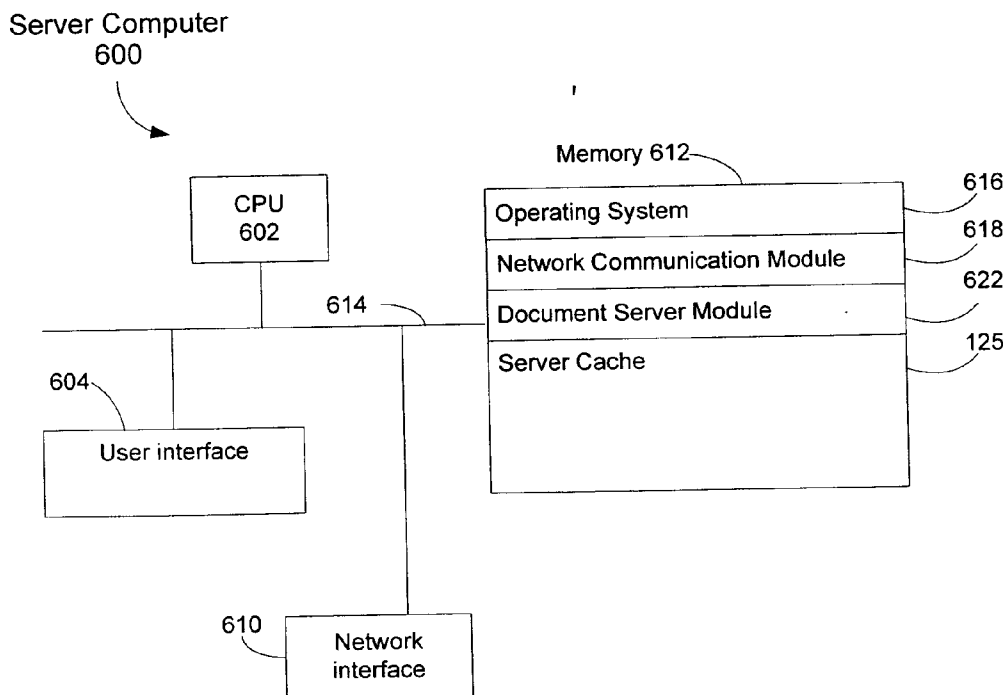 Server Computer
600
Memory 612
CPU
602
Operating System
616
Network Communication Module
618
614
Document Server Module
622
Server Cache
125
604
User interface
610
Network
interface